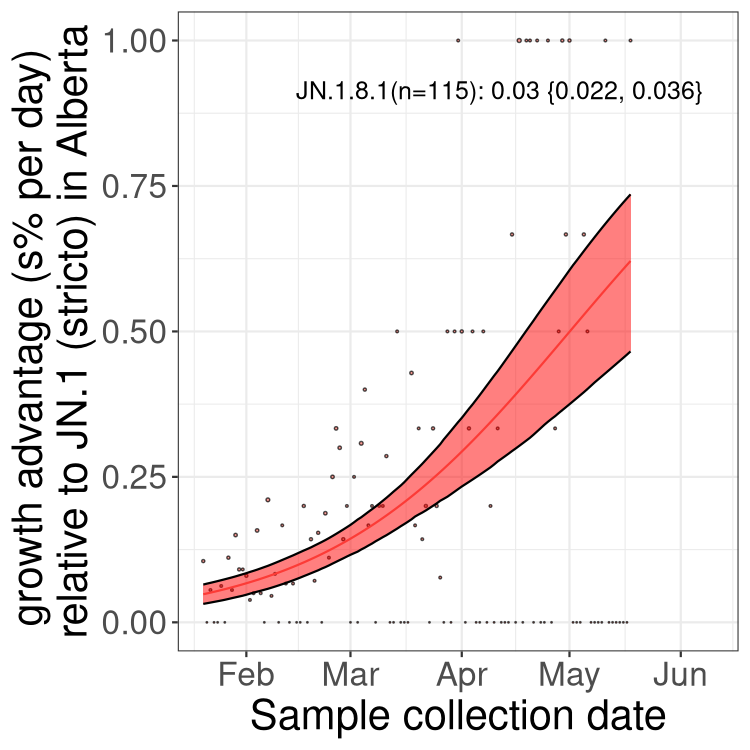 growth advantage (s% per day)
relative to JN.1 (stricto) in Alberta
1.00
JN.1.8.1(n=115): 0.03 {0.022, 0.036}
0.75
0.50
0.25
0.00
Feb Mar Apr May Jun
Sample collection date